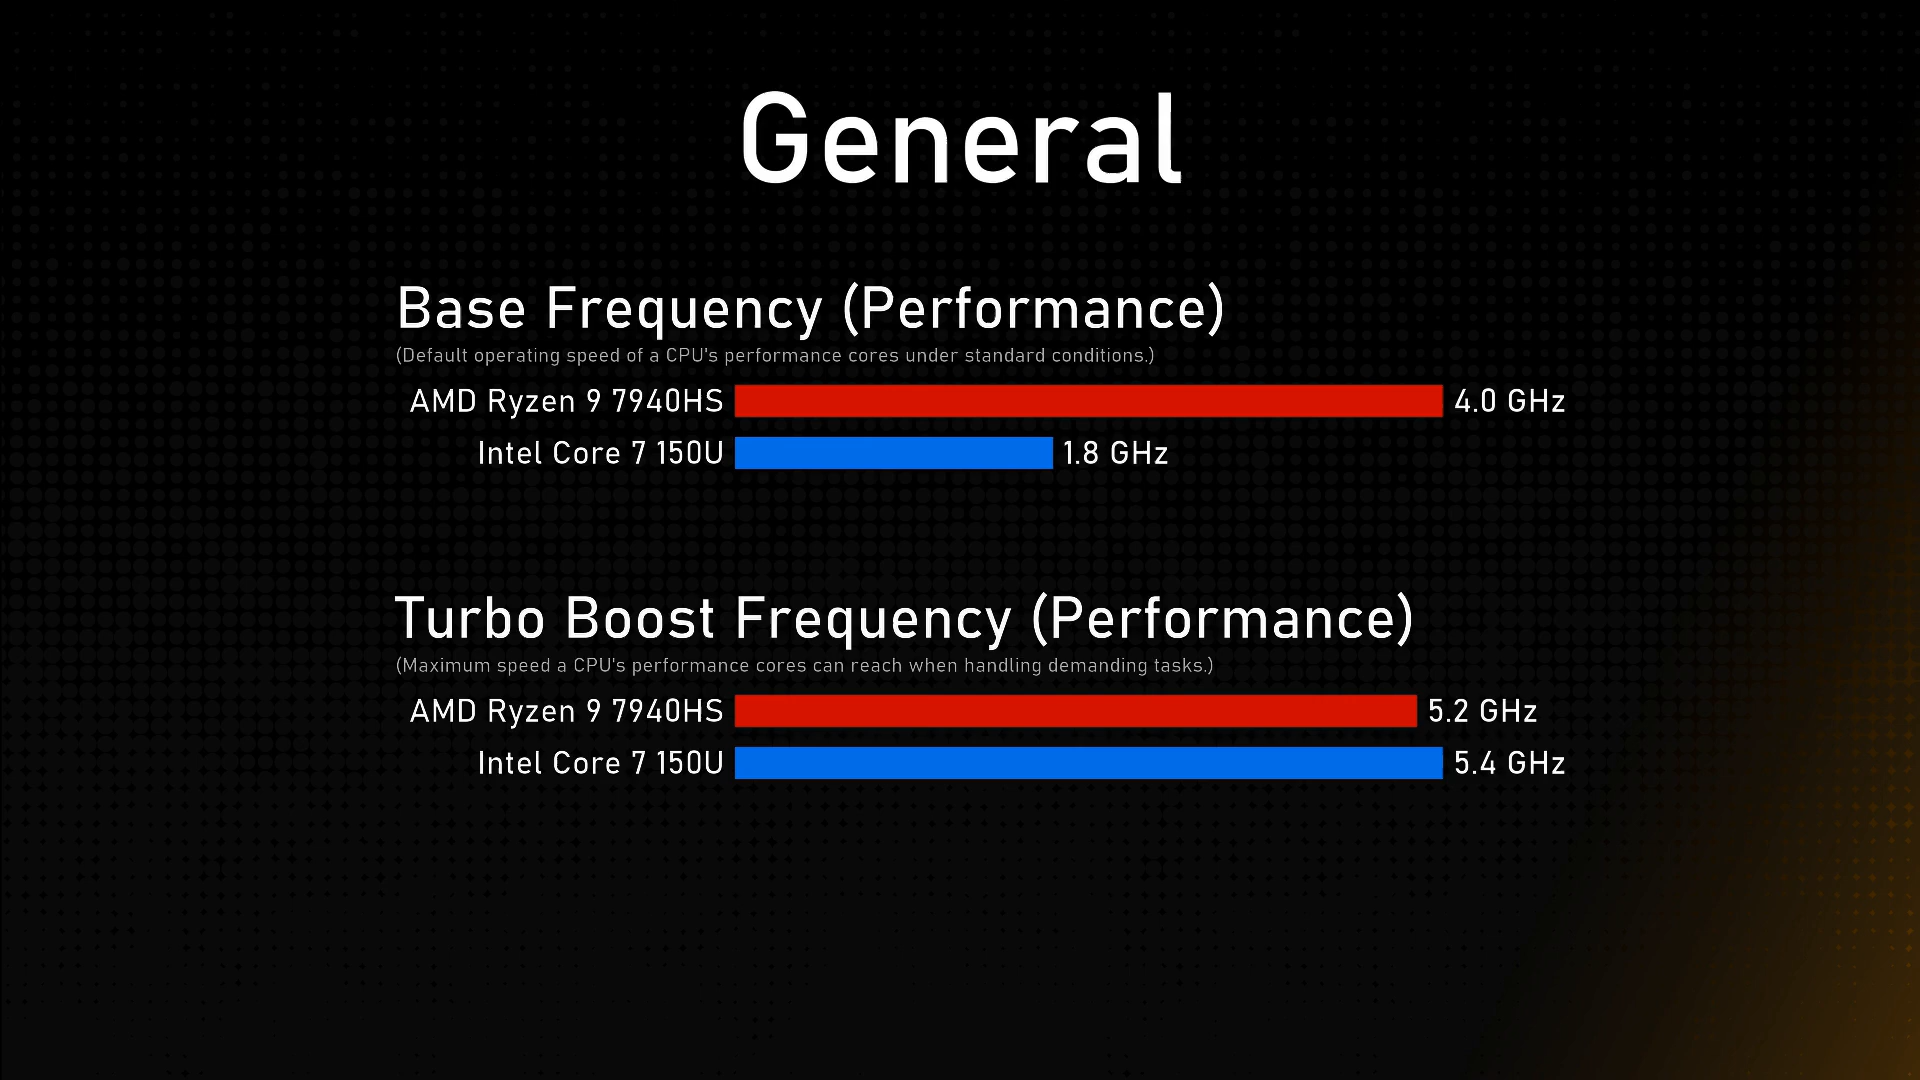 General
Base Frequency (Performance)
(Default operating speed of a CPU's performance cores under standard conditions.)
AMD Ryzen 9 7940HS 4.0 GHz
Intel Core 7 150U 1.8 GHz
Turbo Boost Frequency (Performance)
(Maximum speed a CPU's performance cores can reach when handling demanding tasks.)
AMD Ryzen 9 7940HS 5.2 GHz
Intel Core 7 150U 5.4 GHz